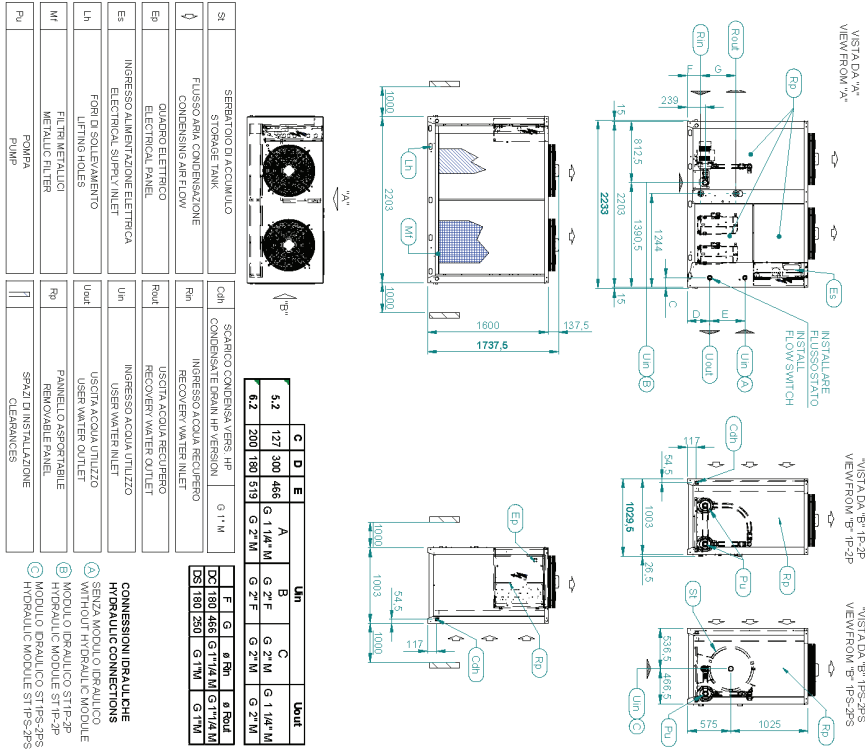 VISTA DA "A"
VIEW FROM "A"
Rin
Rout
Rp
F
G
239
Es
15
812,5
1390,5
15
2203
2233
1244
C
D
E
Uin
B
Uout
Uin
A
INSTALLARE
FLUSSOSTATO
INSTALL
FLOW SWITCH
"VISTA DA "B" 1P-2P
VIEW FROM "B" 1P-2P
Cdh
117
54,5
1003
1029,5
26,5
Pu
Rp
"VISTA DA "B" 1PS-2PS
VIEW FROM "B" 1PS-2PS
St
536,5
466,5
575
1025
Uin
C
Pu
Rp
1000
2203
1000
Lh
Mf
1600
137,5
1737,5
Ep
1000
1003
54,5
1000
117
Cdh
Rp
"A"
"B"
St
SERBATOIO DI ACCUMULO
STORAGE TANK
Cdh
SCARICO CONDENSA VERS. HP
CONDENSATE DRAIN HP VERSION
G 1" M
FLUSSO ARIA CONDENSAZIONE
CONDENSING AIR FLOW
Rin
INGRESSO ACQUA RECUPERO
RECOVERY WATER INLET
Ep
QUADRO ELETTRICO
ELECTRICAL PANEL
Rout
USCITA ACQUA RECUPERO
RECOVERY WATER OUTLET
Es
INGRESSO ALIMENTAZIONE ELETTRICA
ELECTRICAL SUPPLY INLET
Uin
INGRESSO ACQUA UTILIZZO
USER WATER INLET
Lh
FORI DI SOLLEVAMENTO
LIFTING HOLES
Uout
USCITA ACQUA UTILIZZO
USER WATER OUTLET
Mf
FILTRI METALLICI
METALLIC FILTER
Rp
PANNELLO ASPORTABILE
REMOVABLE PANEL
Pu
POMPA
PUMP
SPAZI DI INSTALLAZIONE
CLEARANCES
C D E Uin Uout
A B C
5.2 127 300 466 G 1 1/4" M G 2" F G 2" M G 1 1/4" M
6.2 200 180 519 G 2" M G 2" F G 2" M G 2" M
F G ø Rin ø Rout
DC 180 466 G 1"1/4 M G 1"1/4 M
DS 180 250 G 1"M G 1"M
CONNESSIONI IDRAULICHE
HYDRAULIC CONNECTIONS
A SENZA MODULO IDRAULICO
WITHOUT HYDRAULIC MODULE
B MODULO IDRAULICO ST 1P-2P
HYDRAULIC MODULE ST 1P-2P
C MODULO IDRAULICO ST 1PS-2PS
HYDRAULIC MODULE ST 1PS-2PS